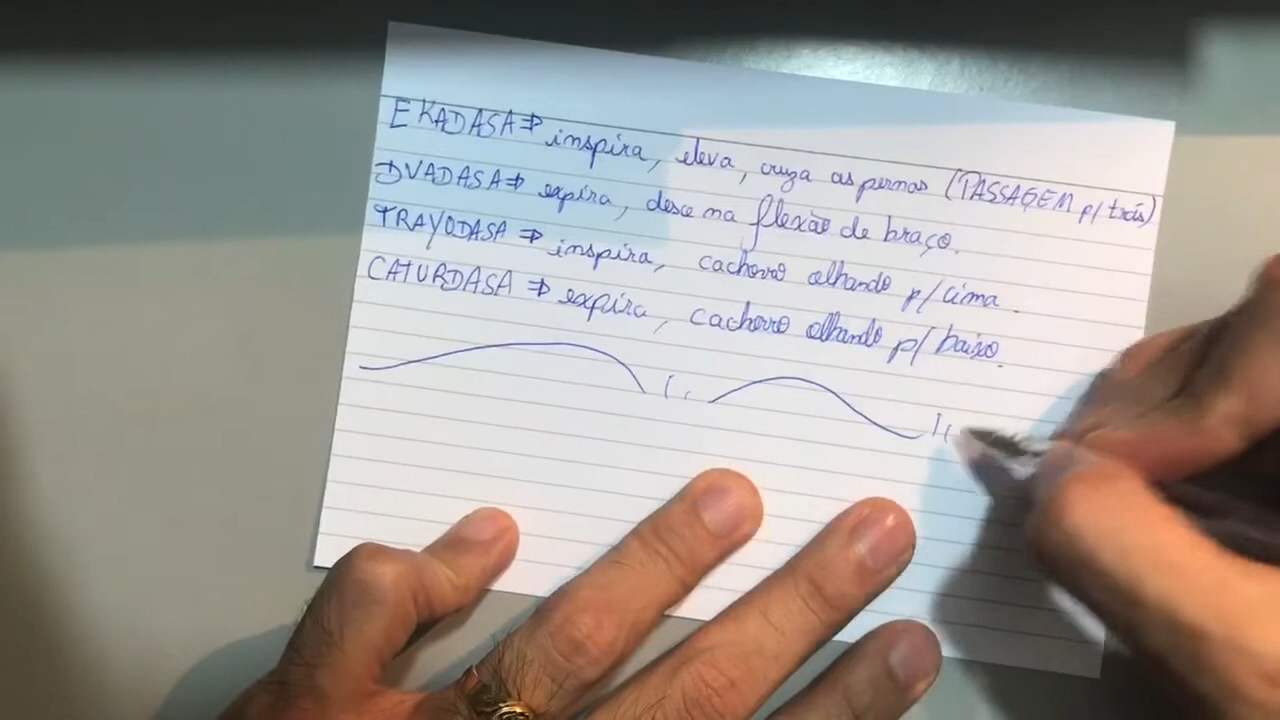 EKADASA ⇒ inspira, eleva, cruza as pernas (PASSAGEM p/ trás)
DVADASA ⇒ expira, desce na flexão de braço.
TRAYODASA ⇒ inspira, cachorro olhando p/ cima.
CATURDASA ⇒ expira, cachorro olhando p/ baixo.